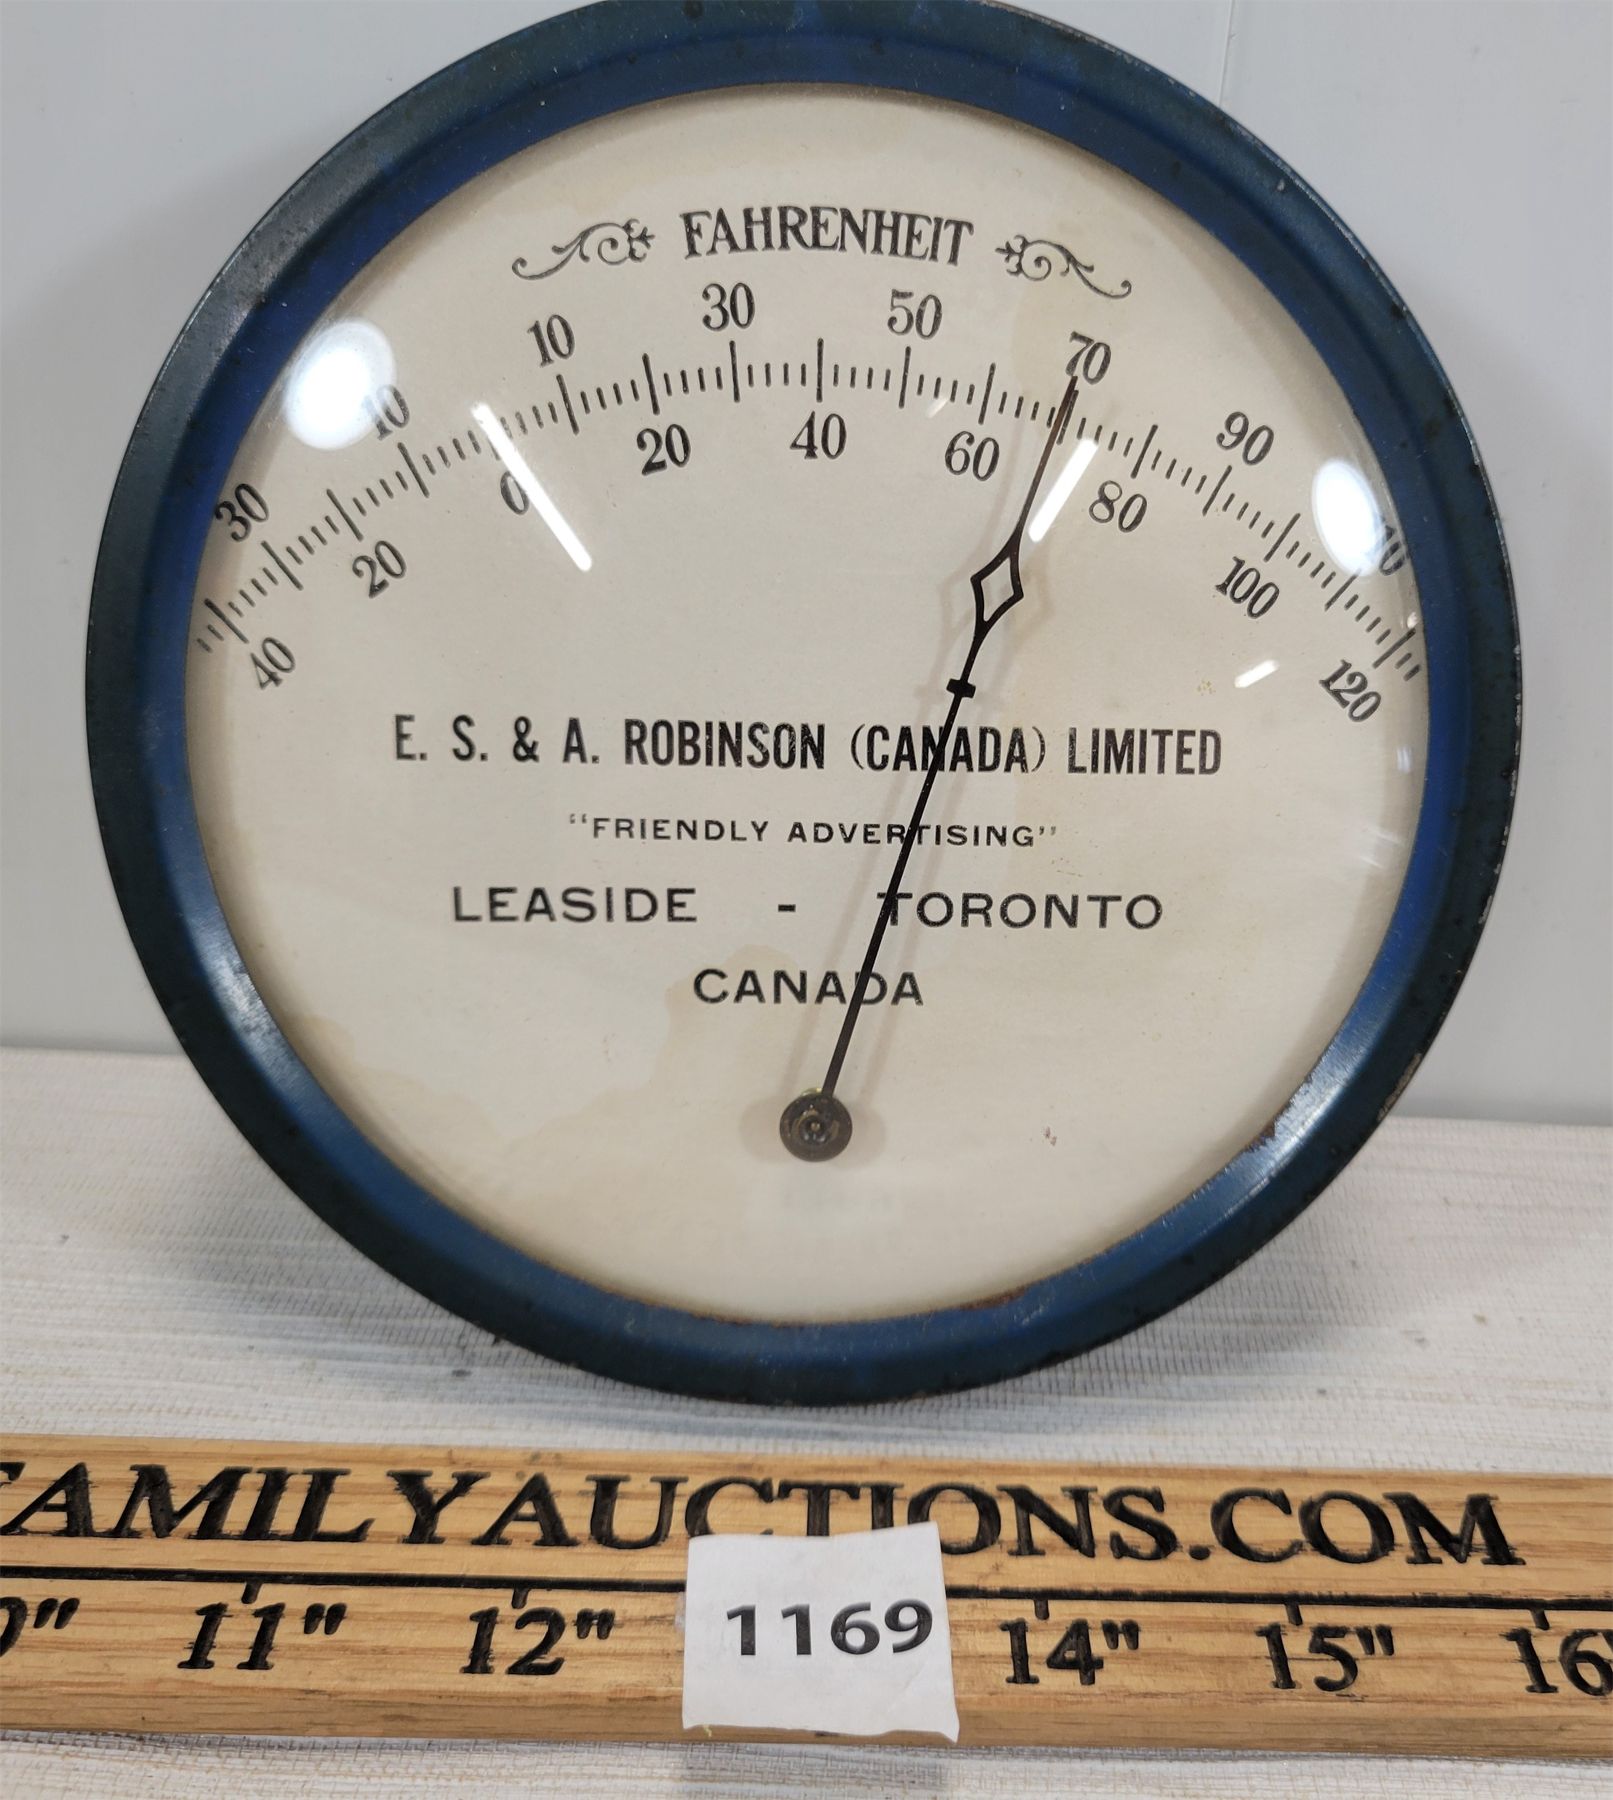 FAHRENHEIT
10 30 50 70
10 90
30
20 40 60
0 80
20 100
40 120
E. S. & A. ROBINSON (CANADA) LIMITED
"FRIENDLY ADVERTISING"
LEASIDE - TORONTO
CANADA
FAMILYAUCTIONS.COM
11" 12" 14" 15" 16
1169